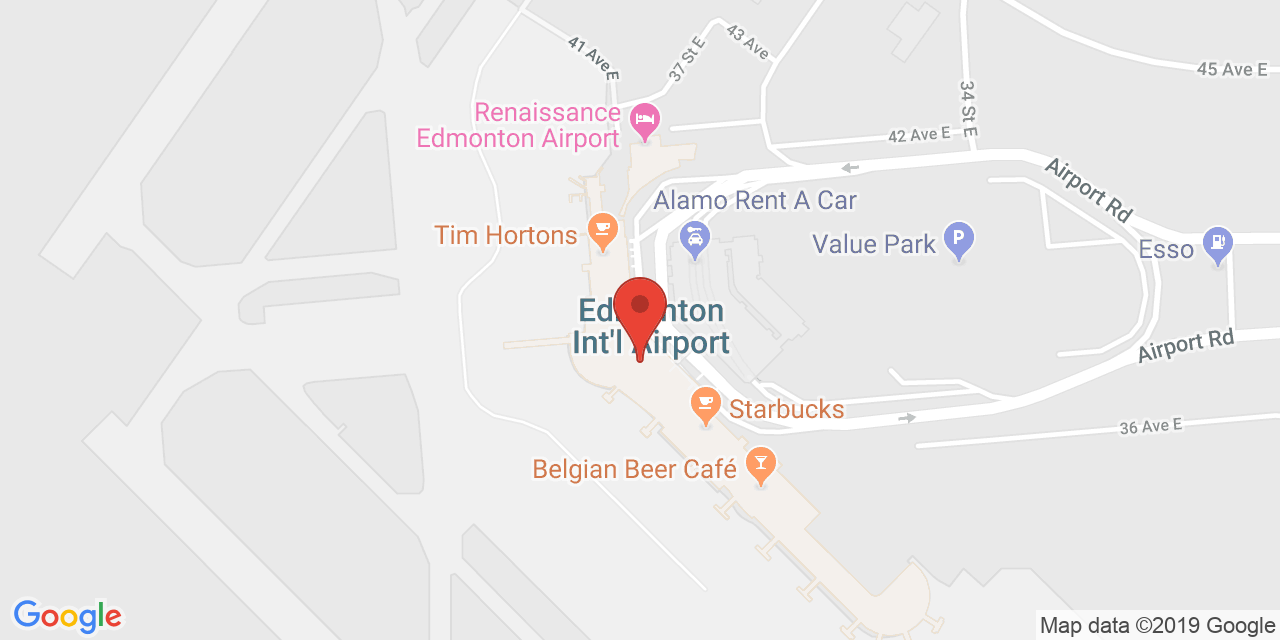 41 Ave E
37 St E
43 Ave
45 Ave E
34 St E
Renaissance
Edmonton Airport
42 Ave E
Airport Rd
Alamo Rent A Car
Tim Hortons
Value Park
P
Esso
Edmonton
Int'l Airport
Airport Rd
Starbucks
36 Ave E
Belgian Beer Café
Google
Map data ©2019 Google